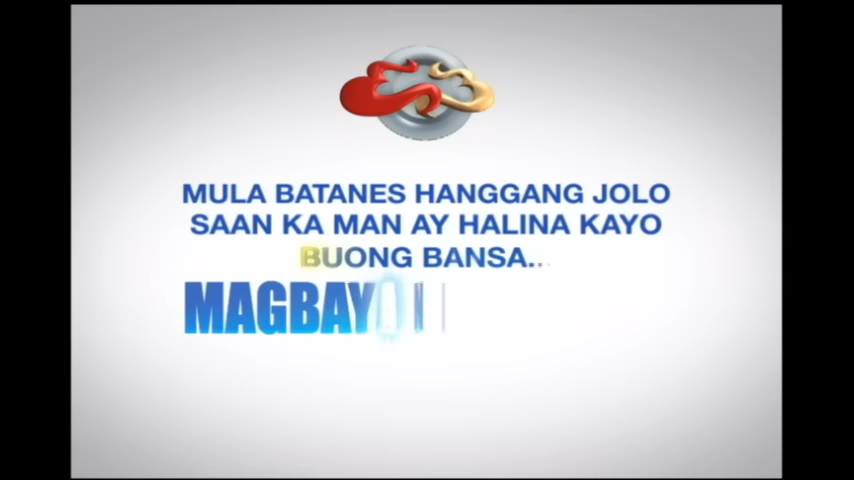 MULA BATANES HANGGANG JOLO
SAAN KA MAN AY HALINA KAYO
BUONG BANSA...